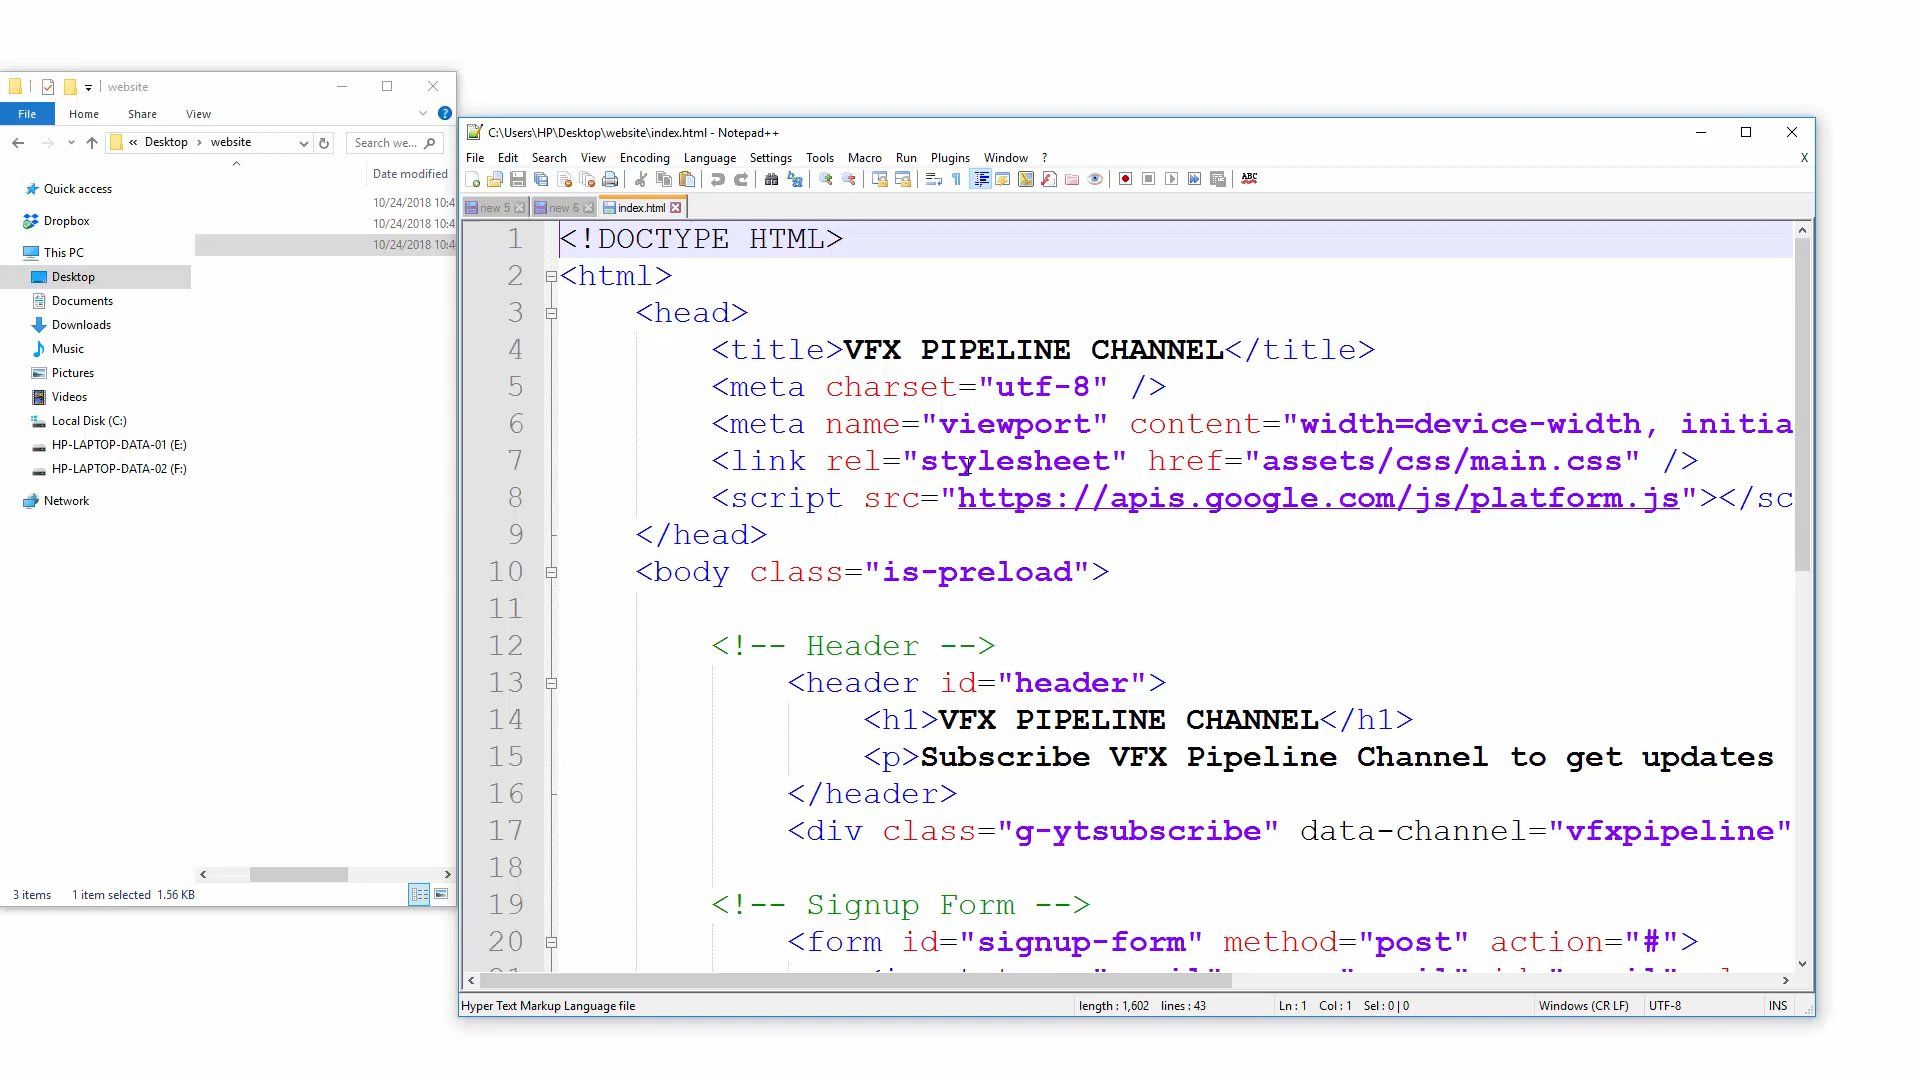 website
File Home Share View
« Desktop > website Search we...
Date modified
10/24/2018 10:4
10/24/2018 10:4
10/24/2018 10:4
Quick access
Dropbox
This PC
Desktop
Documents
Downloads
Music
Pictures
Videos
Local Disk (C:)
HP-LAPTOP-DATA-01 (E:)
HP-LAPTOP-DATA-02 (F:)
Network
3 items 1 item selected 1.56 KB
C:\Users\HP\Desktop\website\index.html - Notepad++
File Edit Search View Encoding Language Settings Tools Macro Run Plugins Window ? X
ABC
new 5 new 6 index.html
1 <!DOCTYPE HTML>
2 <html>
3 <head>
4 <title>VFX PIPELINE CHANNEL</title>
5 <meta charset="utf-8" />
6 <meta name="viewport" content="width=device-width, initia
7 <link rel="stylesheet" href="assets/css/main.css" />
8 <script src="https://apis.google.com/js/platform.js"></sc
9 </head>
10 <body class="is-preload">
11
12 <!-- Header -->
13 <header id="header">
14 <h1>VFX PIPELINE CHANNEL</h1>
15 <p>Subscribe VFX Pipeline Channel to get updates
16 </header>
17 <div class="g-ytsubscribe" data-channel="vfxpipeline"
18
19 <!-- Signup Form -->
20 <form id="signup-form" method="post" action="#">
Hyper Text Markup Language file length : 1,602 lines : 43 Ln : 1 Col : 1 Sel : 0 | 0 Windows (CR LF) UTF-8 INS